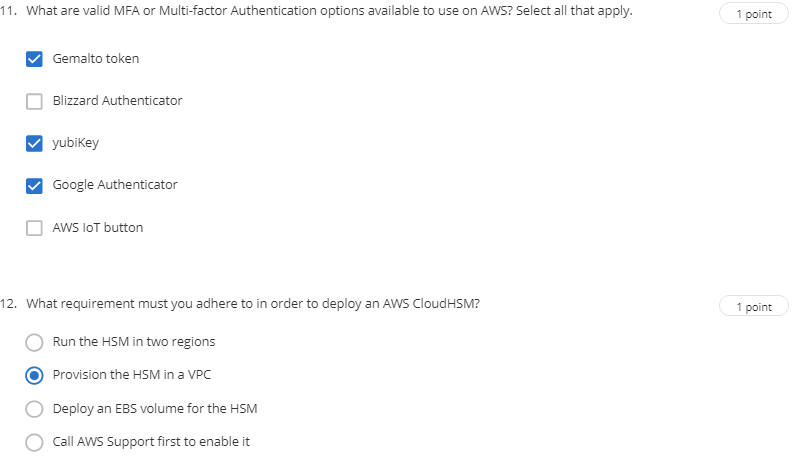 11. What are valid MFA or Multi-factor Authentication options available to use on AWS? Select all that apply.
1 point
Gemalto token
Blizzard Authenticator
yubiKey
Google Authenticator
AWS IoT button
12. What requirement must you adhere to in order to deploy an AWS CloudHSM?
1 point
Run the HSM in two regions
Provision the HSM in a VPC
Deploy an EBS volume for the HSM
Call AWS Support first to enable it